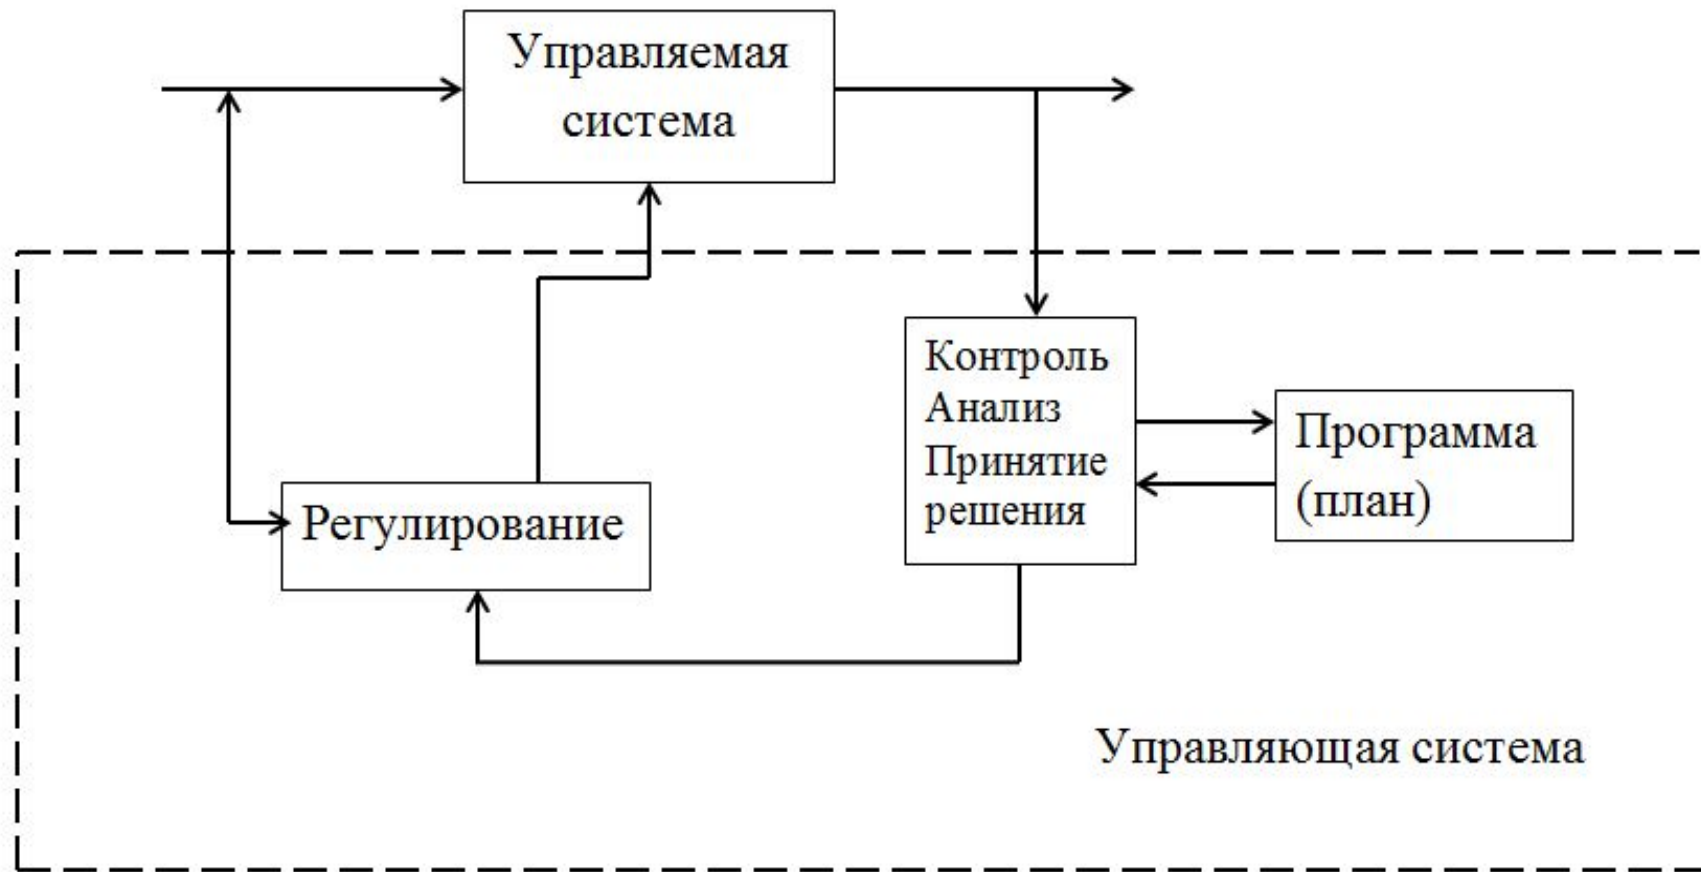 Управляемая
система
Контроль
Анализ
Принятие
решения
Программа
(план)
Регулирование
Управляющая система